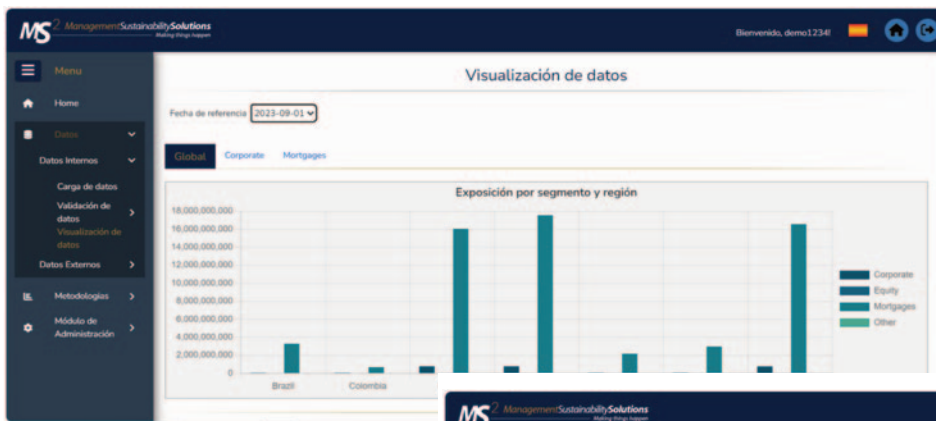 MS2 ManagementSustainabilitySolutions
Making things happen
Bienvenido, demo1234!
Menu
Home
Datos
Datos Internos
Carga de datos
Validación de
datos
Visualización de
datos
Datos Externos
Metodologías
Módulo de
Administración
Visualización de datos
Fecha de referencia 2023-09-01
Global Corporate Mortgages
Exposición por segmento y región
18,000,000,000
16,000,000,000
14,000,000,000
12,000,000,000
10,000,000,000
8,000,000,000
6,000,000,000
4,000,000,000
2,000,000,000
0
Brazil Colombia
Corporate
Equity
Mortgages
Other
MS2 ManagementSustainabilitySolutions
Making things happen